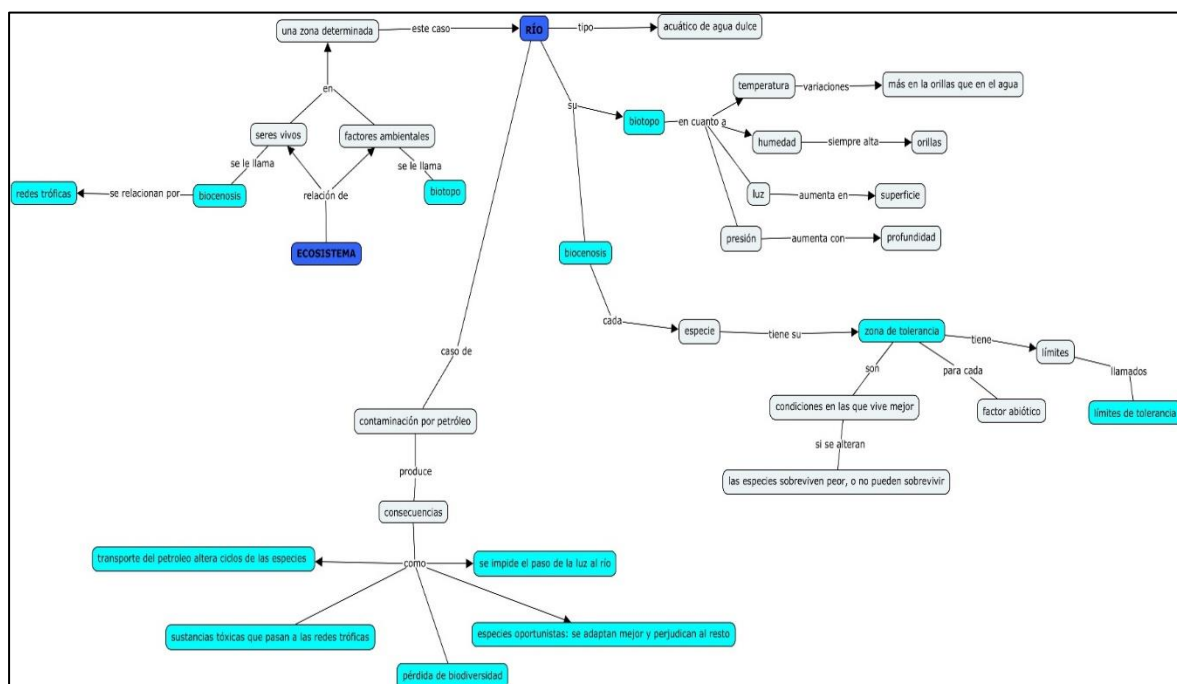 una zona determinada
este caso
RÍO
tipo
acuático de agua dulce
en
seres vivos
factores ambientales
se le llama
se le llama
redes tróficas
se relacionan por
biocenosis
relación de
biotopo
ECOSISTEMA
su
biotopo
en cuanto a
temperatura
variaciones
más en la orillas que en el agua
humedad
siempre alta
orillas
luz
aumenta en
superficie
presión
aumenta con
profundidad
biocenosis
cada
especie
tiene su
zona de tolerancia
tiene
límites
llamados
límites de tolerancia
son
para cada
condiciones en las que vive mejor
factor abiótico
si se alteran
las especies sobreviven peor, o no pueden sobrevivir
caso de
contaminación por petróleo
produce
consecuencias
como
transporte del petroleo altera ciclos de las especies
se impide el paso de la luz al río
sustancias tóxicas que pasan a las redes tróficas
especies oportunistas: se adaptan mejor y perjudican al resto
pérdida de biodiversidad